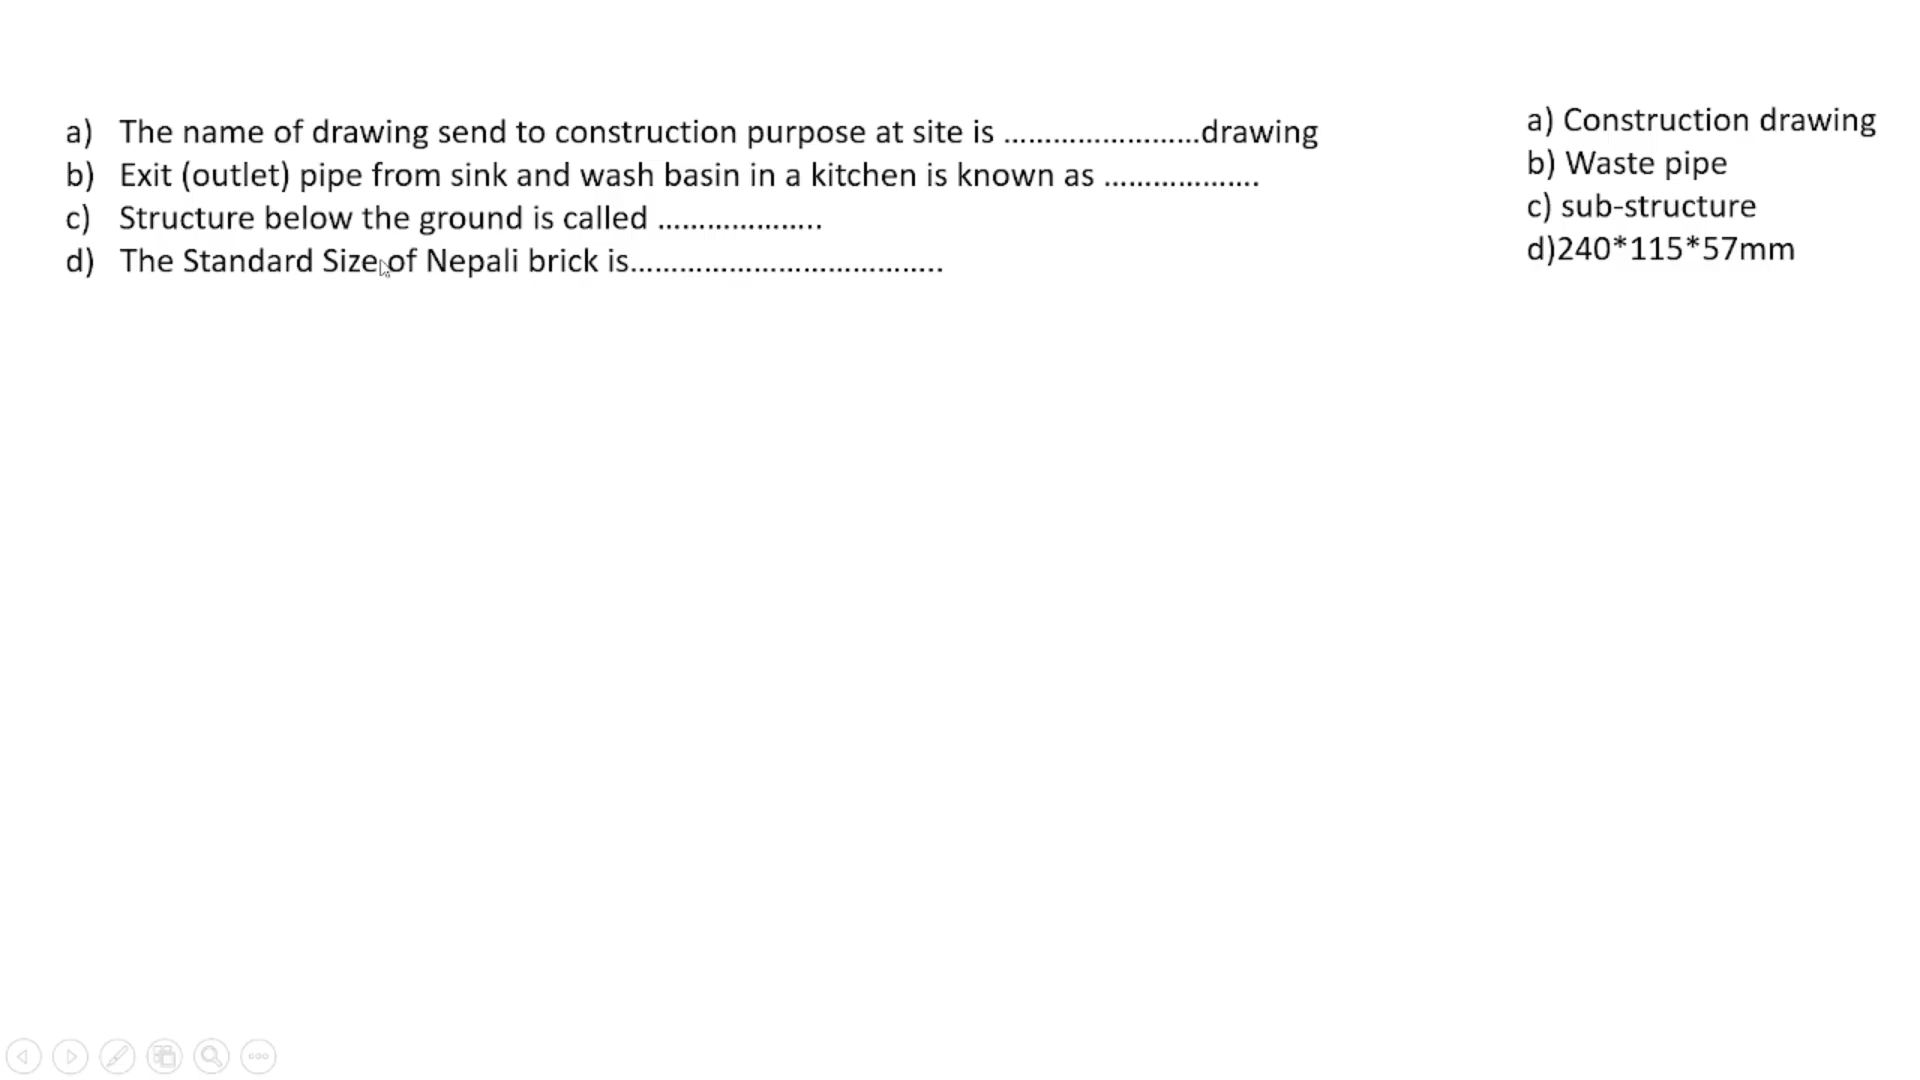 a) The name of drawing send to construction purpose at site is ……………………drawing
b) Exit (outlet) pipe from sink and wash basin in a kitchen is known as ……………….
c) Structure below the ground is called ………………..
d) The Standard Size of Nepali brick is………………………………..
a) Construction drawing
b) Waste pipe
c) sub-structure
d)240*115*57mm